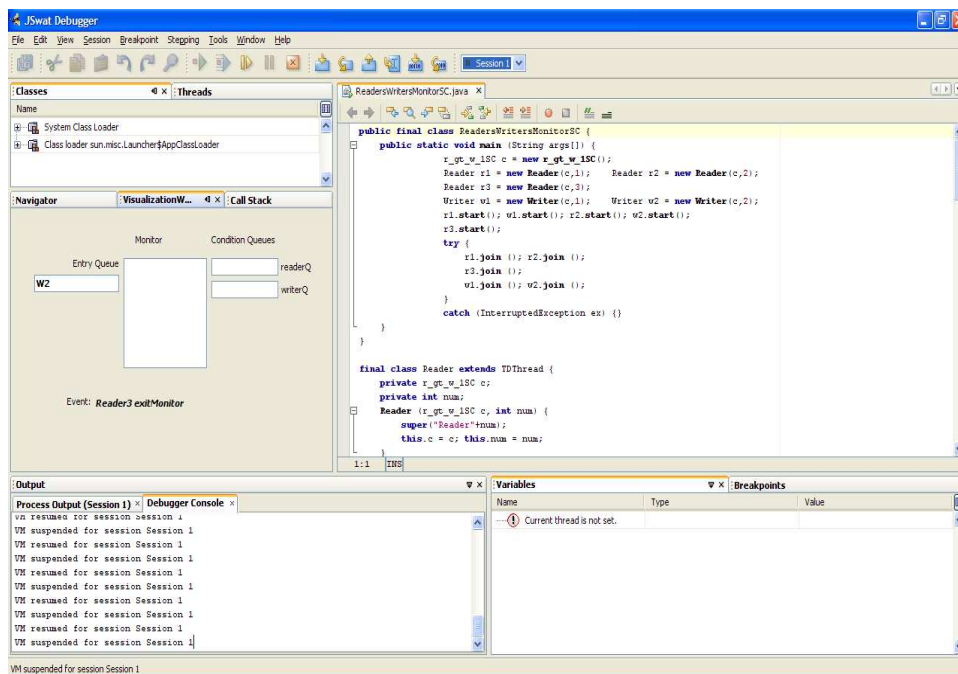 JSwat Debugger
File Edit View Session Breakpoint Stepping Tools Window Help
Session 1
Classes Threads
Name
System Class Loader
Class loader sun.misc.Launcher$AppClassLoader
Navigator VisualizationW... Call Stack
Monitor Condition Queues
Entry Queue readerQ
W2 writerQ
Event: Reader3 exitMonitor
ReadersWritersMonitorSC.java
public final class ReadersWritersMonitorSC {
public static void main (String args[]) {
r_gt_w_1SC c = new r_gt_w_1SC();
Reader r1 = new Reader(c,1); Reader r2 = new Reader(c,2);
Reader r3 = new Reader(c,3);
Writer w1 = new Writer(c,1); Writer w2 = new Writer(c,2);
r1.start(); w1.start(); r2.start(); w2.start();
r3.start();
try {
r1.join (); r2.join ();
r3.join ();
w1.join (); w2.join ();
}
catch (InterruptedException ex) {}
}
}
final class Reader extends TDThread {
private r_gt_w_1SC c;
private int num;
Reader (r_gt_w_1SC c, int num) {
super("Reader"+num);
this.c = c; this.num = num;
}
1:1 INS
Output
Process Output (Session 1) Debugger Console
VM resumed for session Session 1
VM suspended for session Session 1
VM resumed for session Session 1
VM suspended for session Session 1
VM resumed for session Session 1
VM suspended for session Session 1
VM resumed for session Session 1
VM suspended for session Session 1
VM resumed for session Session 1
VM suspended for session Session 1
Variables Breakpoints
Name Type Value
Current thread is not set.
VM suspended for session Session 1